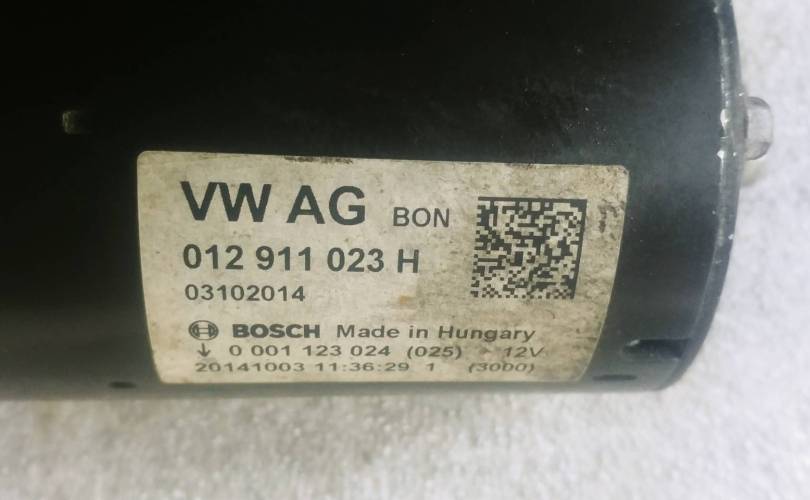 VW AG BON
012 911 023 H
03102014
BOSCH Made in Hungary
↓ 0 001 123 024 (025) 12V
20141003 11:36:29 1 (3000)